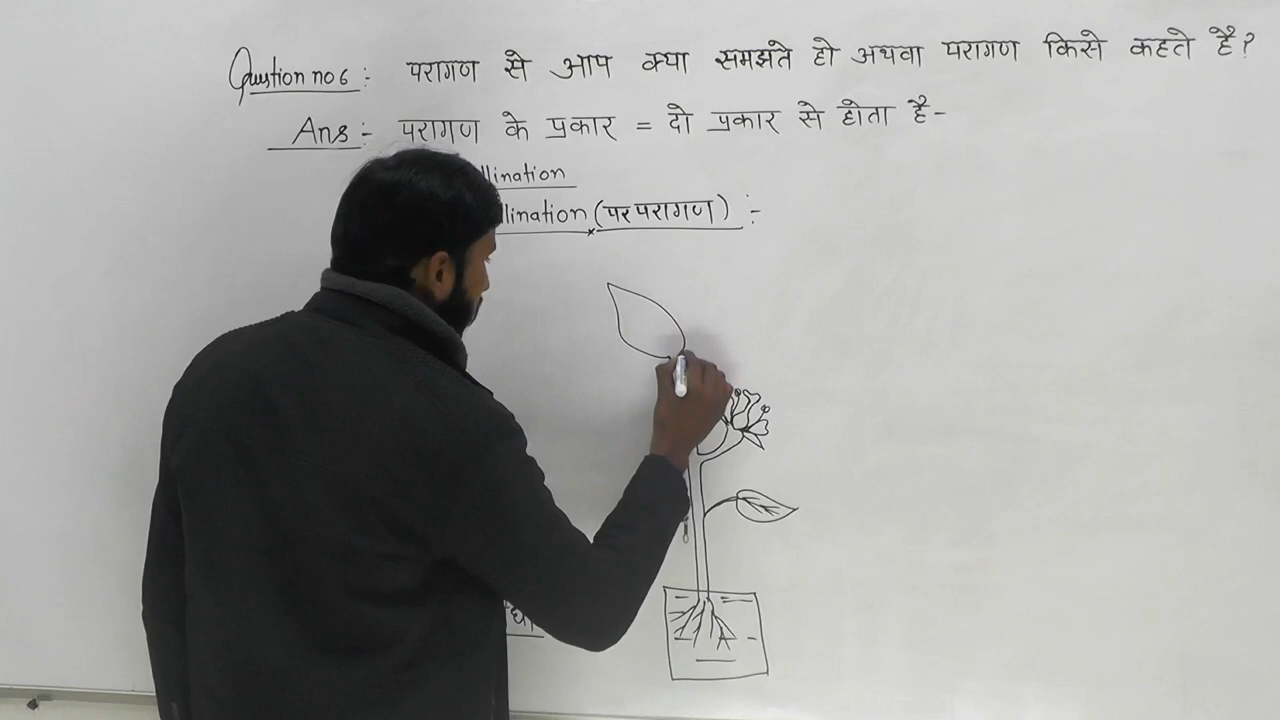 Question no 6 :- परागण से आप क्या समझते हो अथवा परागण किसे कहते है?
Ans :- परागण के प्रकार = दो प्रकार से होता है -
llination
llination (परपरागण) :-